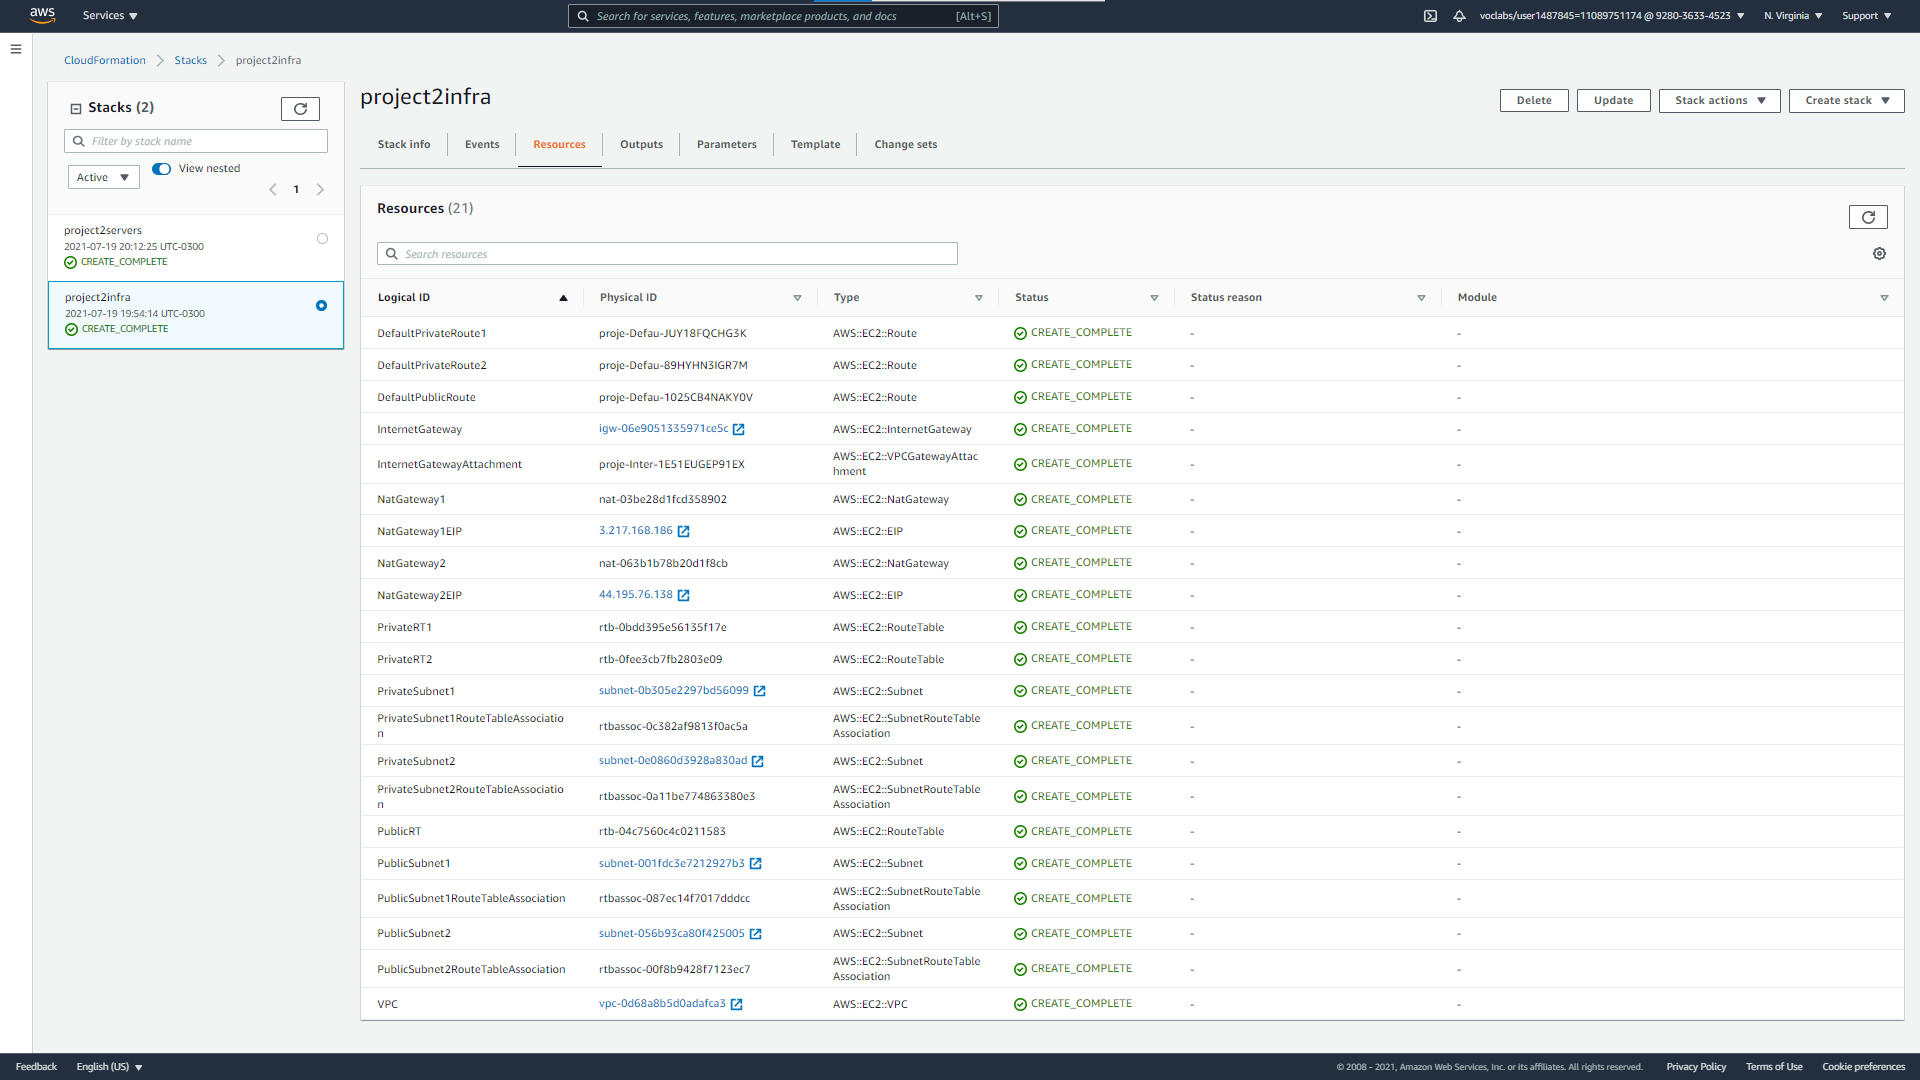 aws
Services
Search for services, features, marketplace products, and docs [Alt+S]
voclabs/user1487845=11089751174 @ 9280-3633-4523
N. Virginia
Support
CloudFormation
Stacks
project2infra
Stacks (2)
Filter by stack name
Active
View nested
1
project2servers
2021-07-19 20:12:25 UTC-0300
CREATE_COMPLETE
project2infra
2021-07-19 19:54:14 UTC-0300
CREATE_COMPLETE
project2infra
Delete
Update
Stack actions
Create stack
Stack info
Events
Resources
Outputs
Parameters
Template
Change sets
Resources (21)
Search resources
Logical ID Physical ID Type Status Status reason Module
DefaultPrivateRoute1 proje-Defau-JUY18FQCHG3K AWS::EC2::Route CREATE_COMPLETE - -
DefaultPrivateRoute2 proje-Defau-89HYHN3IGR7M AWS::EC2::Route CREATE_COMPLETE - -
DefaultPublicRoute proje-Defau-1025CB4NAKY0V AWS::EC2::Route CREATE_COMPLETE - -
InternetGateway igw-06e9051335971ce5c AWS::EC2::InternetGateway CREATE_COMPLETE - -
InternetGatewayAttachment proje-Inter-1E51EUGEP91EX AWS::EC2::VPCGatewayAttac
hment CREATE_COMPLETE - -
NatGateway1 nat-03be28d1fcd358902 AWS::EC2::NatGateway CREATE_COMPLETE - -
NatGateway1EIP 3.217.168.186 AWS::EC2::EIP CREATE_COMPLETE - -
NatGateway2 nat-063b1b78b20d1f8cb AWS::EC2::NatGateway CREATE_COMPLETE - -
NatGateway2EIP 44.195.76.138 AWS::EC2::EIP CREATE_COMPLETE - -
PrivateRT1 rtb-0bdd395e56135f17e AWS::EC2::RouteTable CREATE_COMPLETE - -
PrivateRT2 rtb-0fee3cb7fb2803e09 AWS::EC2::RouteTable CREATE_COMPLETE - -
PrivateSubnet1 subnet-0b305e2297bd56099 AWS::EC2::Subnet CREATE_COMPLETE - -
PrivateSubnet1RouteTableAssociatio
n rtbassoc-0c382af9813f0ac5a AWS::EC2::SubnetRouteTable
Association CREATE_COMPLETE - -
PrivateSubnet2 subnet-0e0860d3928a830ad AWS::EC2::Subnet CREATE_COMPLETE - -
PrivateSubnet2RouteTableAssociatio
n rtbassoc-0a11be774863380e3 AWS::EC2::SubnetRouteTable
Association CREATE_COMPLETE - -
PublicRT rtb-04c7560c4c0211583 AWS::EC2::RouteTable CREATE_COMPLETE - -
PublicSubnet1 subnet-001fdc3e7212927b3 AWS::EC2::Subnet CREATE_COMPLETE - -
PublicSubnet1RouteTableAssociation rtbassoc-087ec14f7017dddcc AWS::EC2::SubnetRouteTable
Association CREATE_COMPLETE - -
PublicSubnet2 subnet-056b93ca80f425005 AWS::EC2::Subnet CREATE_COMPLETE - -
PublicSubnet2RouteTableAssociation rtbassoc-00f8b9428f7123ec7 AWS::EC2::SubnetRouteTable
Association CREATE_COMPLETE - -
VPC vpc-0d68a8b5d0adafca3 AWS::EC2::VPC CREATE_COMPLETE - -
Feedback
English (US)
© 2008 - 2021, Amazon Web Services, Inc. or its affiliates. All rights reserved.
Privacy Policy
Terms of Use
Cookie preferences